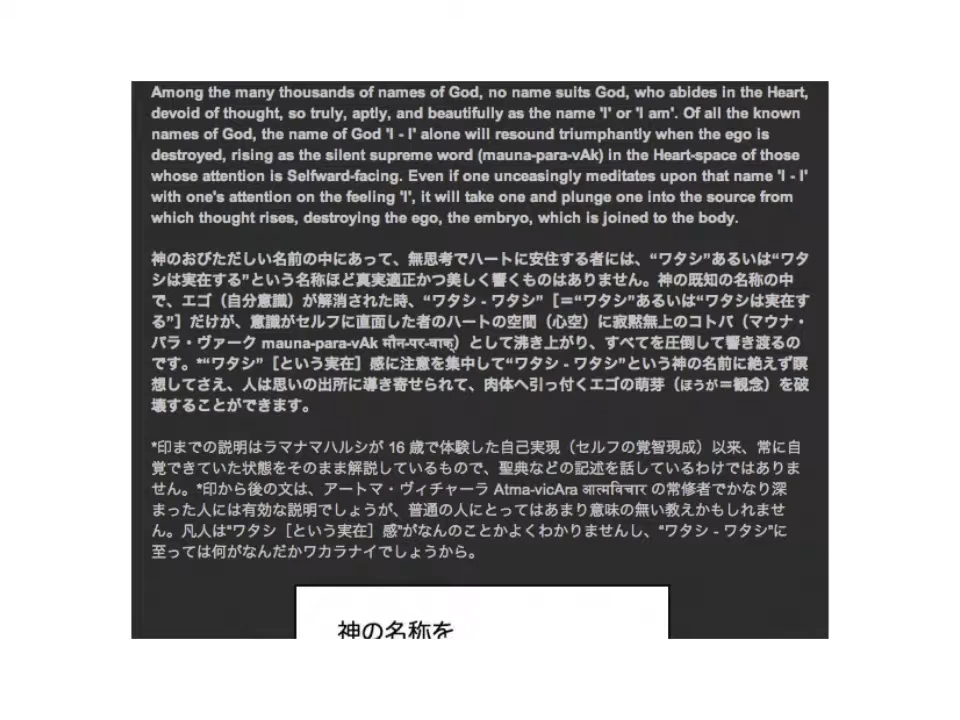 Among the many thousands of names of God, no name suits God, who abides in the Heart,
devoid of thought, so truly, aptly, and beautifully as the name 'I' or 'I am'. Of all the known
names of God, the name of God 'I - I' alone will resound triumphantly when the ego is
destroyed, rising as the silent supreme word (mauna-para-vAk) in the Heart-space of those
whose attention is Selfward-facing. Even if one unceasingly meditates upon that name 'I - I'
with one's attention on the feeling 'I', it will take one and plunge one into the source from
which thought rises, destroying the ego, the embryo, which is joined to the body.
神のおびただしい名前の中にあって、無思考でハートに安住する者には、“ワタシ”あるいは“ワタ
シは実在する”という名称ほど真実適正かつ美しく響くものはありません。神の既知の名称の中
で、エゴ（自分意識）が解消された時、“ワタシ - ワタシ”［＝“ワタシ”あるいは“ワタシは実在す
る”］だけが、意識がセルフに直面した者のハートの空間（心空）に寂黙無上のコトバ（マウナ・
パラ・ヴァーク mauna-para-vAk मौन-पर-वाक्）として沸き上がり、すべてを圧倒して響き渡るの
です。*“ワタシ”［という実在］感に注意を集中して“ワタシ - ワタシ”という神の名前に絶えず瞑
想してさえ、人は思いの出所に導き寄せられて、肉体へ引っ付くエゴの萌芽（ほうが＝観念）を破
壊することができます。
*印までの説明はラマナマハルシが 16 歳で体験した自己実現（セルフの覚智現成）以来、常に自
覚できていた状態をそのまま解説しているもので、聖典などの記述を話しているわけではありま
せん。*印から後の文は、アートマ・ヴィチャーラ Atma-vicAra आत्मविचार の常修者でかなり深
まった人には有効な説明でしょうが、普通の人にとってはあまり意味の無い教えかもしれませ
ん。凡人は“ワタシ［という実在］感”がなんのことかよくわかりませんし、“ワタシ - ワタシ”に
至っては何がなんだかワカラナイでしょうから。
神の名称を